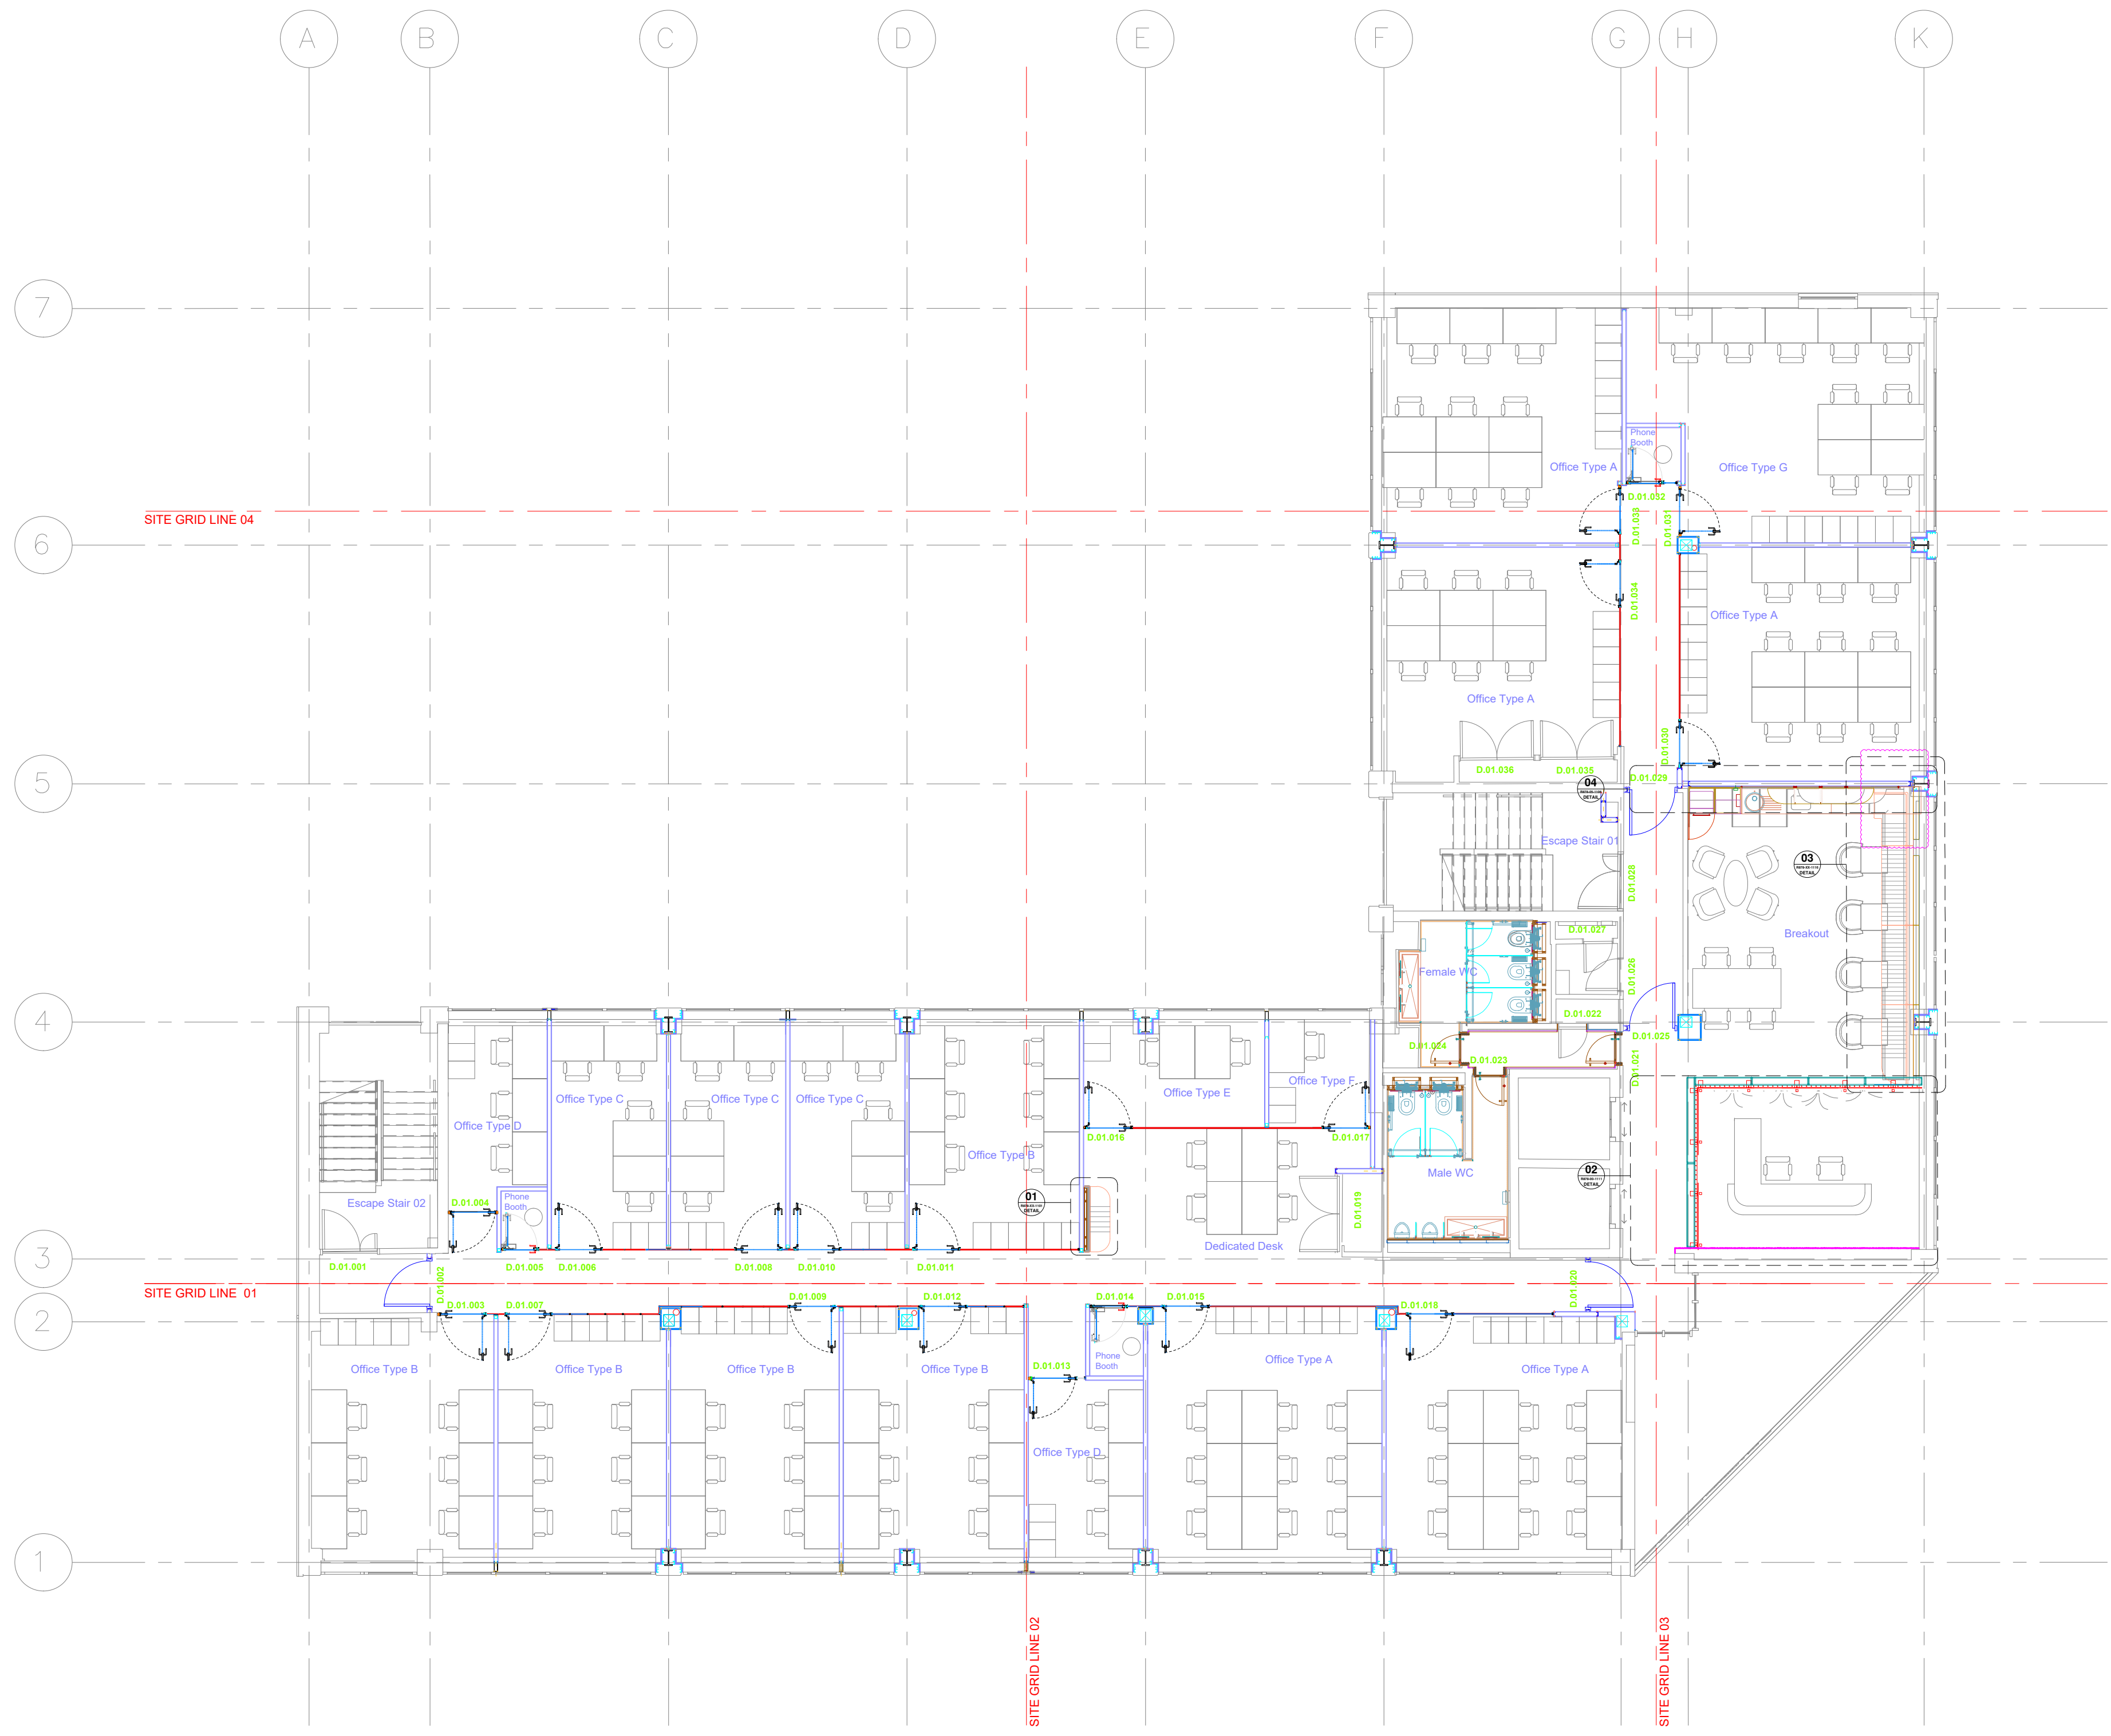 A
B
C
D
E
F
G
H
K
7
Phone
Booth
Office Type A
Office Type G
D.01.032
D.01.033
D.01.031
SITE GRID LINE 04
6
D.01.034
Office Type A
Office Type A
D.01.030
D.01.036
D.01.035
D.01.029
5
04
DETAIL
Escape Stair 01
03
DETAIL
D.01.028
D.01.027
Breakout
Female WC
D.01.026
D.01.022
4
D.01.025
D.01.024
D.01.023
D.01.021
Office Type C
Office Type C
Office Type C
Office Type E
Office Type F
Office Type D
D.01.016
D.01.017
Office Type B
Male WC
02
DETAIL
Escape Stair 02
D.01.004
Phone
Booth
01
DETAIL
D.01.019
Dedicated Desk
3
D.01.001
D.01.005
D.01.006
D.01.008
D.01.010
D.01.011
SITE GRID LINE 01
D.01.002
D.01.003
D.01.007
D.01.009
D.01.012
D.01.014
D.01.015
D.01.018
D.01.020
2
Office Type B
Office Type B
Office Type B
Office Type B
D.01.013
Phone
Booth
Office Type A
Office Type A
Office Type D
1
SITE GRID LINE 02
SITE GRID LINE 03